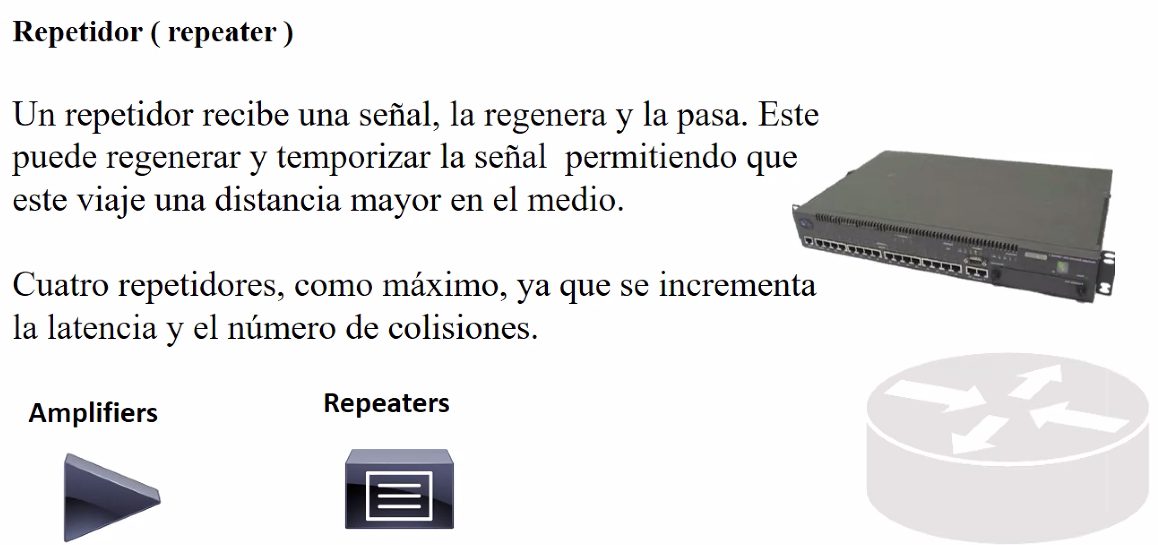 Repetidor ( repeater )
Un repetidor recibe una señal, la regenera y la pasa. Este
puede regenerar y temporizar la señal  permitiendo que
este viaje una distancia mayor en el medio.
Cuatro repetidores, como máximo, ya que se incrementa
la latencia y el número de colisiones.
Amplifiers
Repeaters